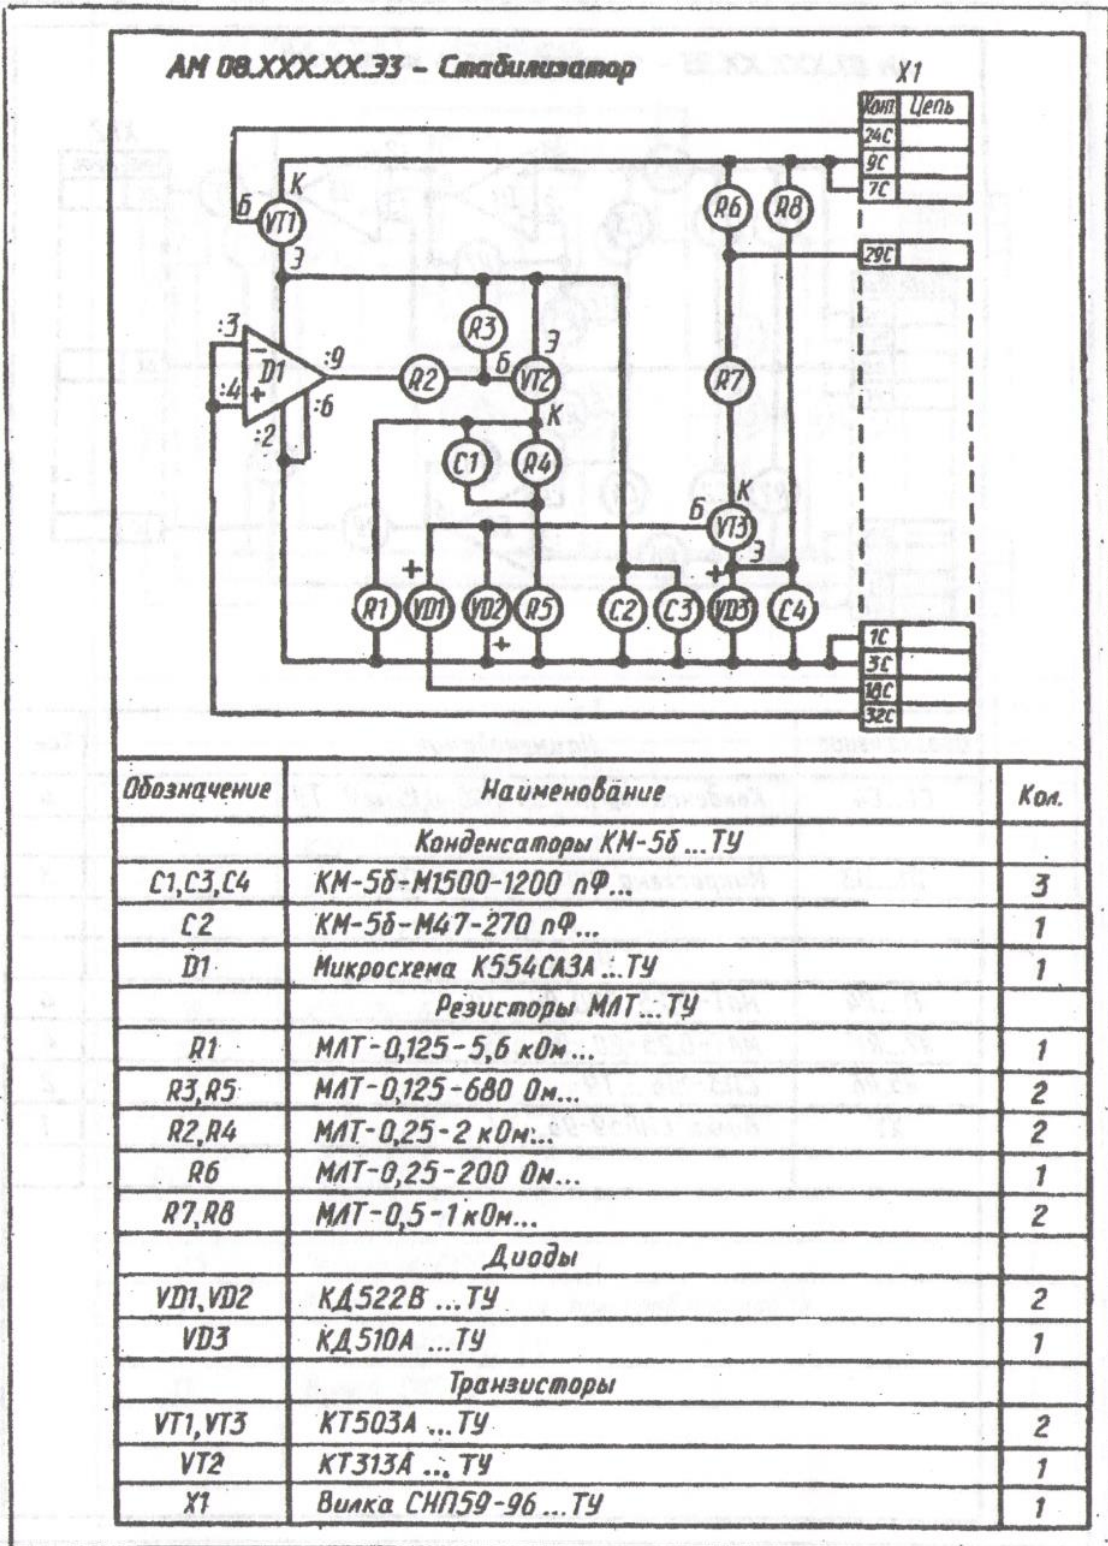 АМ 08.XXX.XX.ЭЗ - Стабилизатор
X1
Конт Цепь
24С
9С
7С
29С
К
Б
VT1
Э
R6
R8
:3
D1
:9
:4
:6
:2
R3
R2
Б
Э
VT2
К
R7
C1
R4
К
Б
VT3
Э
+
+
R1
VD1
VD2
R5
C2
C3
VD3
C4
+
1С
3С
18С
32С
Обозначение Наименование Кол.
Конденсаторы КМ-5б...ТУ
C1,C3,C4 КМ-5б-М1500-1200 пФ... 3
C2 КМ-5б-М47-270 пФ... 1
D1 Микросхема К554СА3А...ТУ 1
Резисторы МЛТ...ТУ
R1 МЛТ-0,125-5,6 кОм... 1
R3,R5 МЛТ-0,125-680 Ом... 2
R2,R4 МЛТ-0,25-2 кОм... 2
R6 МЛТ-0,25-200 Ом... 1
R7,R8 МЛТ-0,5-1 кОм... 2
Диоды
VD1,VD2 КД522В ...ТУ 2
VD3 КД510А ...ТУ 1
Транзисторы
VT1,VT3 КТ503А ...ТУ 2
VT2 КТ313А ... ТУ 1
X1 Вилка СНП59-96...ТУ 1